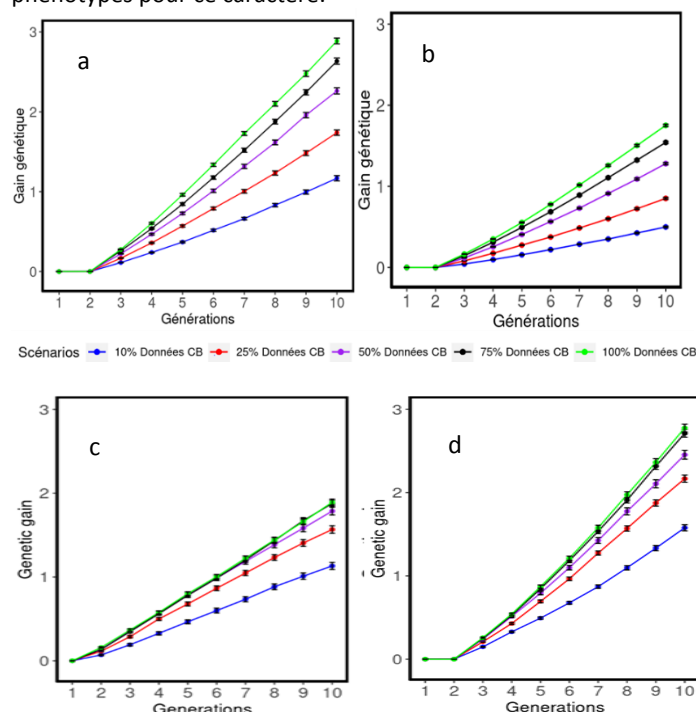 phénotypes pour ce caractère.
a
b
3
2
1
0
Gain génétique
1 2 3 4 5 6 7 8 9 10
Générations
3
2
1
0
Gain génétique
1 2 3 4 5 6 7 8 9 10
Générations
Scénarios 10% Données CB 25% Données CB 50% Données CB 75% Données CB 100% Données CB
c
d
3
2
1
0
Genetic gain
1 2 3 4 5 6 7 8 9 10
Generations
3
2
1
0
Genetic gain
1 2 3 4 5 6 7 8 9 10
Generations